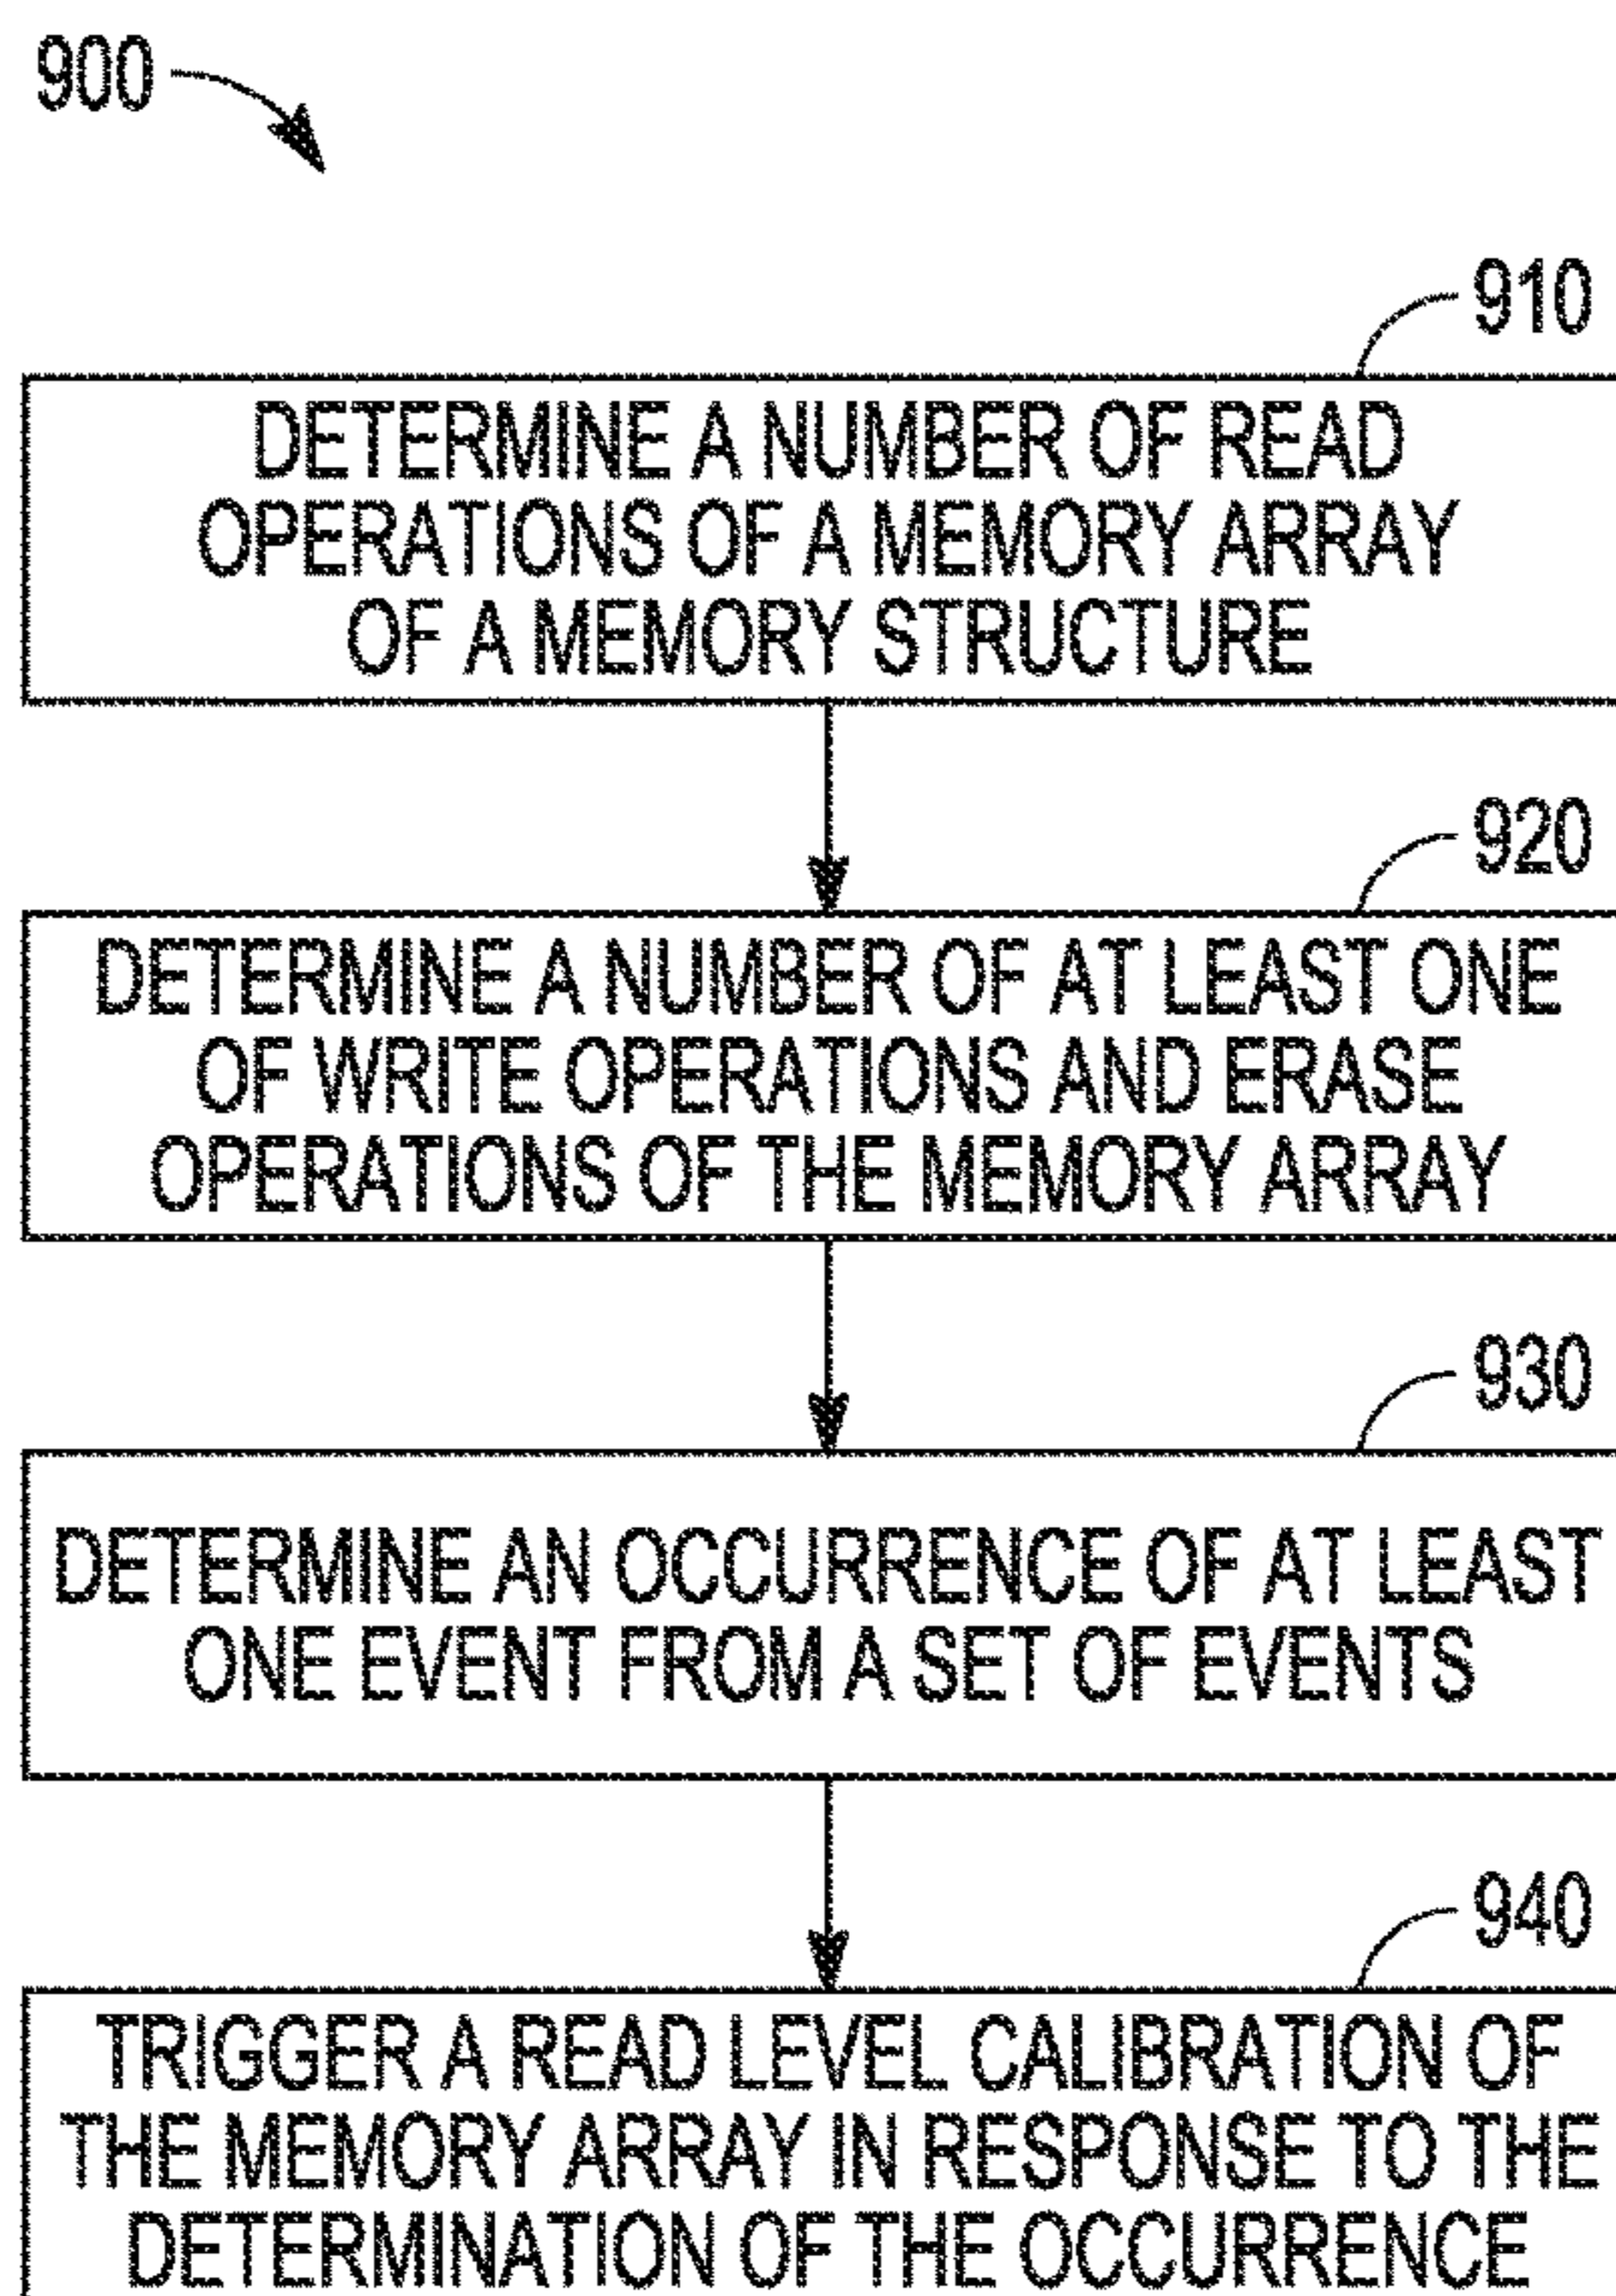 900
910
DETERMINE A NUMBER OF READ
OPERATIONS OF A MEMORY ARRAY
OF A MEMORY STRUCTURE
920
DETERMINE A NUMBER OF AT LEAST ONE
OF WRITE OPERATIONS AND ERASE
OPERATIONS OF THE MEMORY ARRAY
930
DETERMINE AN OCCURRENCE OF AT LEAST
ONE EVENT FROM A SET OF EVENTS
940
TRIGGER A READ LEVEL CALIBRATION OF
THE MEMORY ARRAY IN RESPONSE TO THE
DETERMINATION OF THE OCCURRENCE